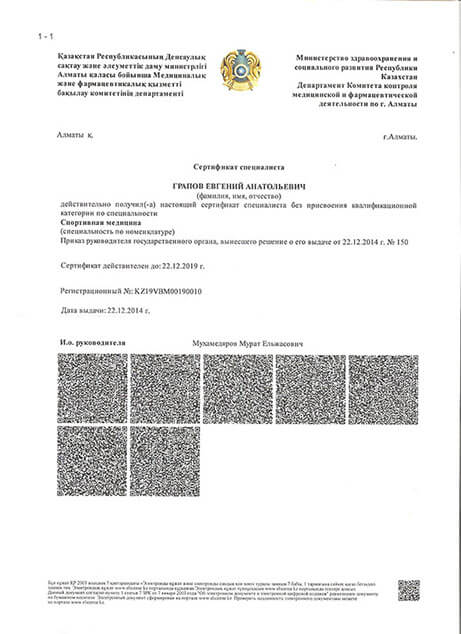 1 - 1
Қазақстан Республикасының Денсаулық
сақтау және әлеуметтік даму министрлігі
Алматы қаласы бойынша Медициналық
және фармацевтикалық қызметті
бақылау комитетінің департаменті
Министерство здравоохранения и
социального развития Республики
Казахстан
Департамент Комитета контроля
медицинской и фармацевтической
деятельности по г. Алматы
Алматы қ.
г.Алматы.
Сертификат специалиста
ГРАПОВ ЕВГЕНИЙ АНАТОЛЬЕВИЧ
(фамилия, имя, отчество)
действительно получил(-а) настоящий сертификат специалиста без присвоения квалификационной
категории по специальности
Спортивная медицина
(специальность по номенклатуре)
Приказ руководителя государственного органа, вынесшего решение о его выдаче от 22.12.2014 г. № 150
Сертификат действителен до: 22.12.2019 г.
Регистрационный №: KZ19VBM00190010
Дата выдачи: 22.12.2014 г.
И.о. руководителя
Мухамедяров Мурат Ельжасович